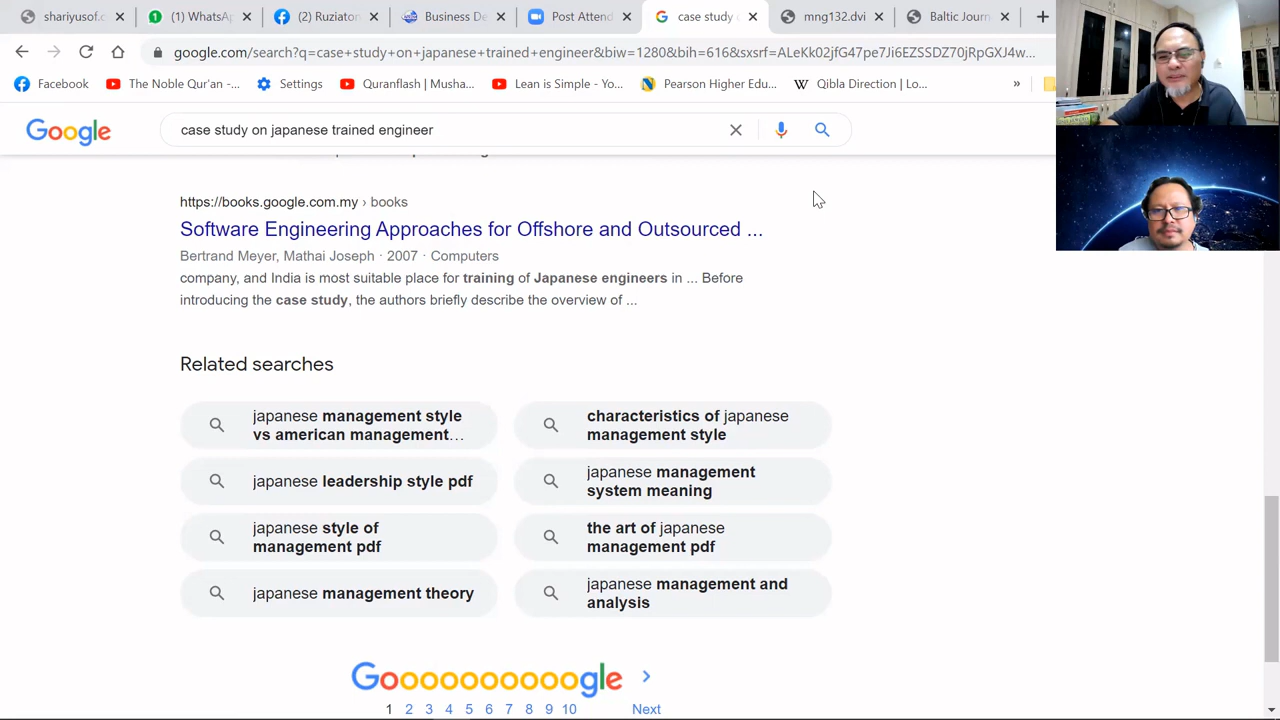 shariyusof.c
(1) Whats/
(2) Ruziator
Business De
Post Attend
case study
mng132.dvi
Baltic Journ
google.com/search?q=case+study+on+japanese+trained+engineer&biw=1280&bih=616&sxsrf=ALeKk02jfG47pe7Ji6EZSSDZ70jRpGXJ4w...
Facebook
The Noble Qur'an -...
Settings
Quranflash | Musha...
Lean is Simple - Yo...
Pearson Higher Edu...
Qibla Direction | Lo...
»
Google
case study on japanese trained engineer
https://books.google.com.my › books
Software Engineering Approaches for Offshore and Outsourced ...
Bertrand Meyer, Mathai Joseph · 2007 · Computers
company, and India is most suitable place for training of Japanese engineers in ... Before
introducing the case study, the authors briefly describe the overview of ...
Related searches
japanese management style
vs american management…
characteristics of japanese
management style
japanese leadership style pdf
japanese management
system meaning
japanese style of
management pdf
the art of japanese
management pdf
japanese management theory
japanese management and
analysis
Goooooooooogle
1 2 3 4 5 6 7 8 9 10 Next